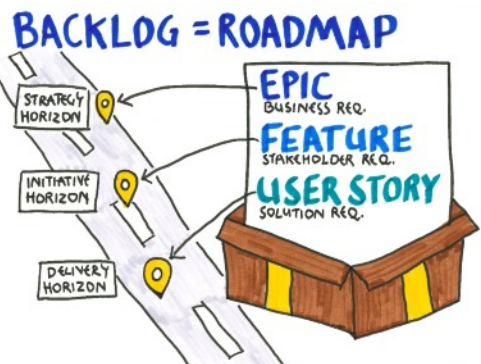 BACKLOG = ROADMAP
STRATEGY
HORIZON
EPIC
BUSINESS REQ.
FEATURE
STAKEHOLDER REQ.
INITIATIVE
HORIZON
USER STORY
SOLUTION REQ.
DELIVERY
HORIZON